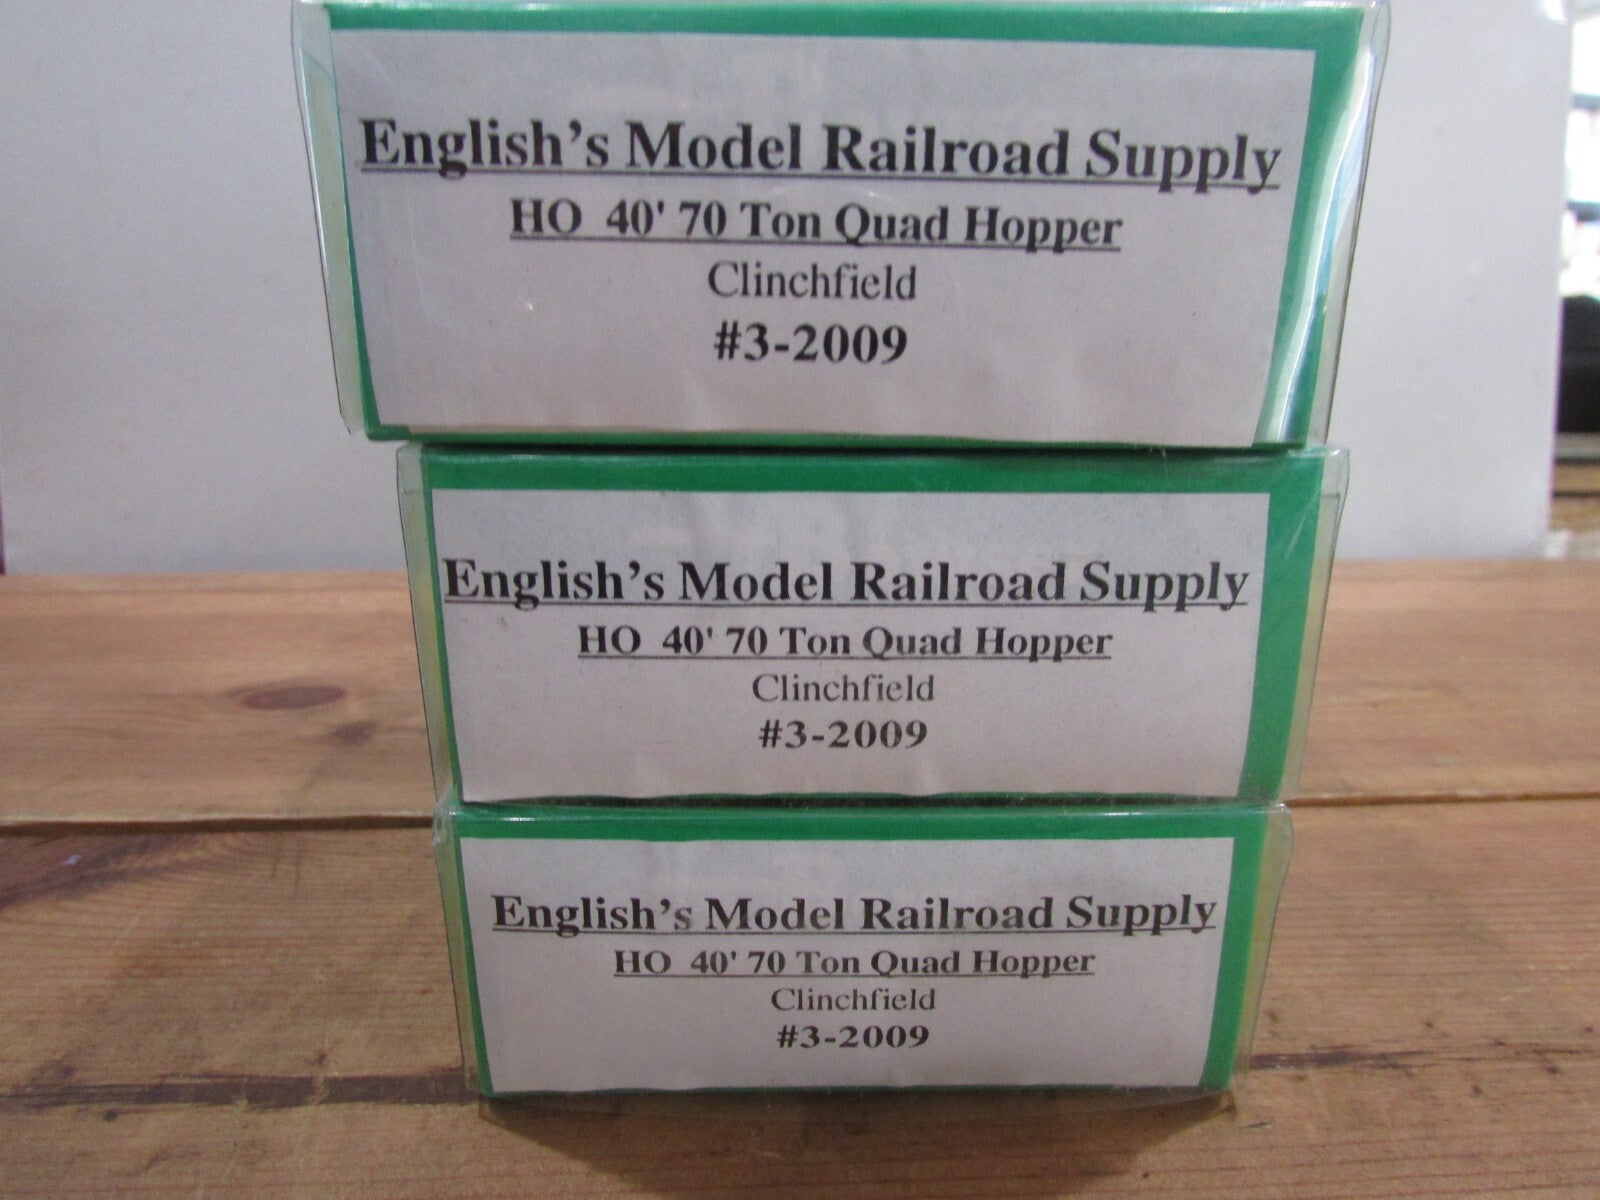 English's Model Railroad Supply
HO 40' 70 Ton Quad Hopper
Clinchfield
#3-2009
English's Model Railroad Supply
HO 40' 70 Ton Quad Hopper
Clinchfield
#3-2009
English's Model Railroad Supply
HO 40' 70 Ton Quad Hopper
Clinchfield
#3-2009